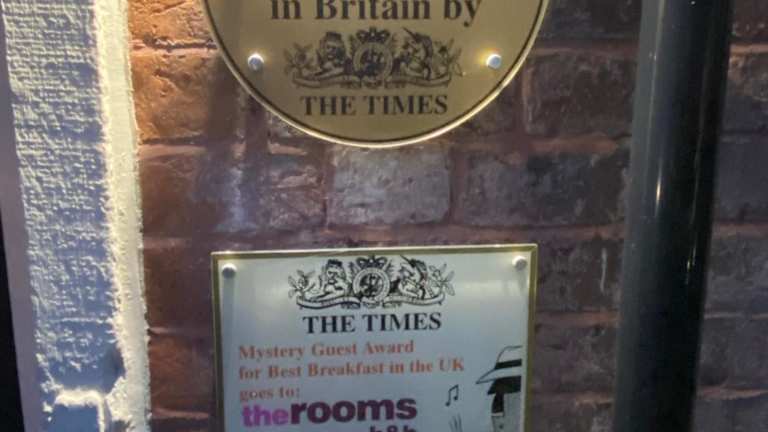 in Britain by
THE TIMES
THE TIMES
Mystery Guest Award
for Best Breakfast in the UK
goes to:
therooms
b&b